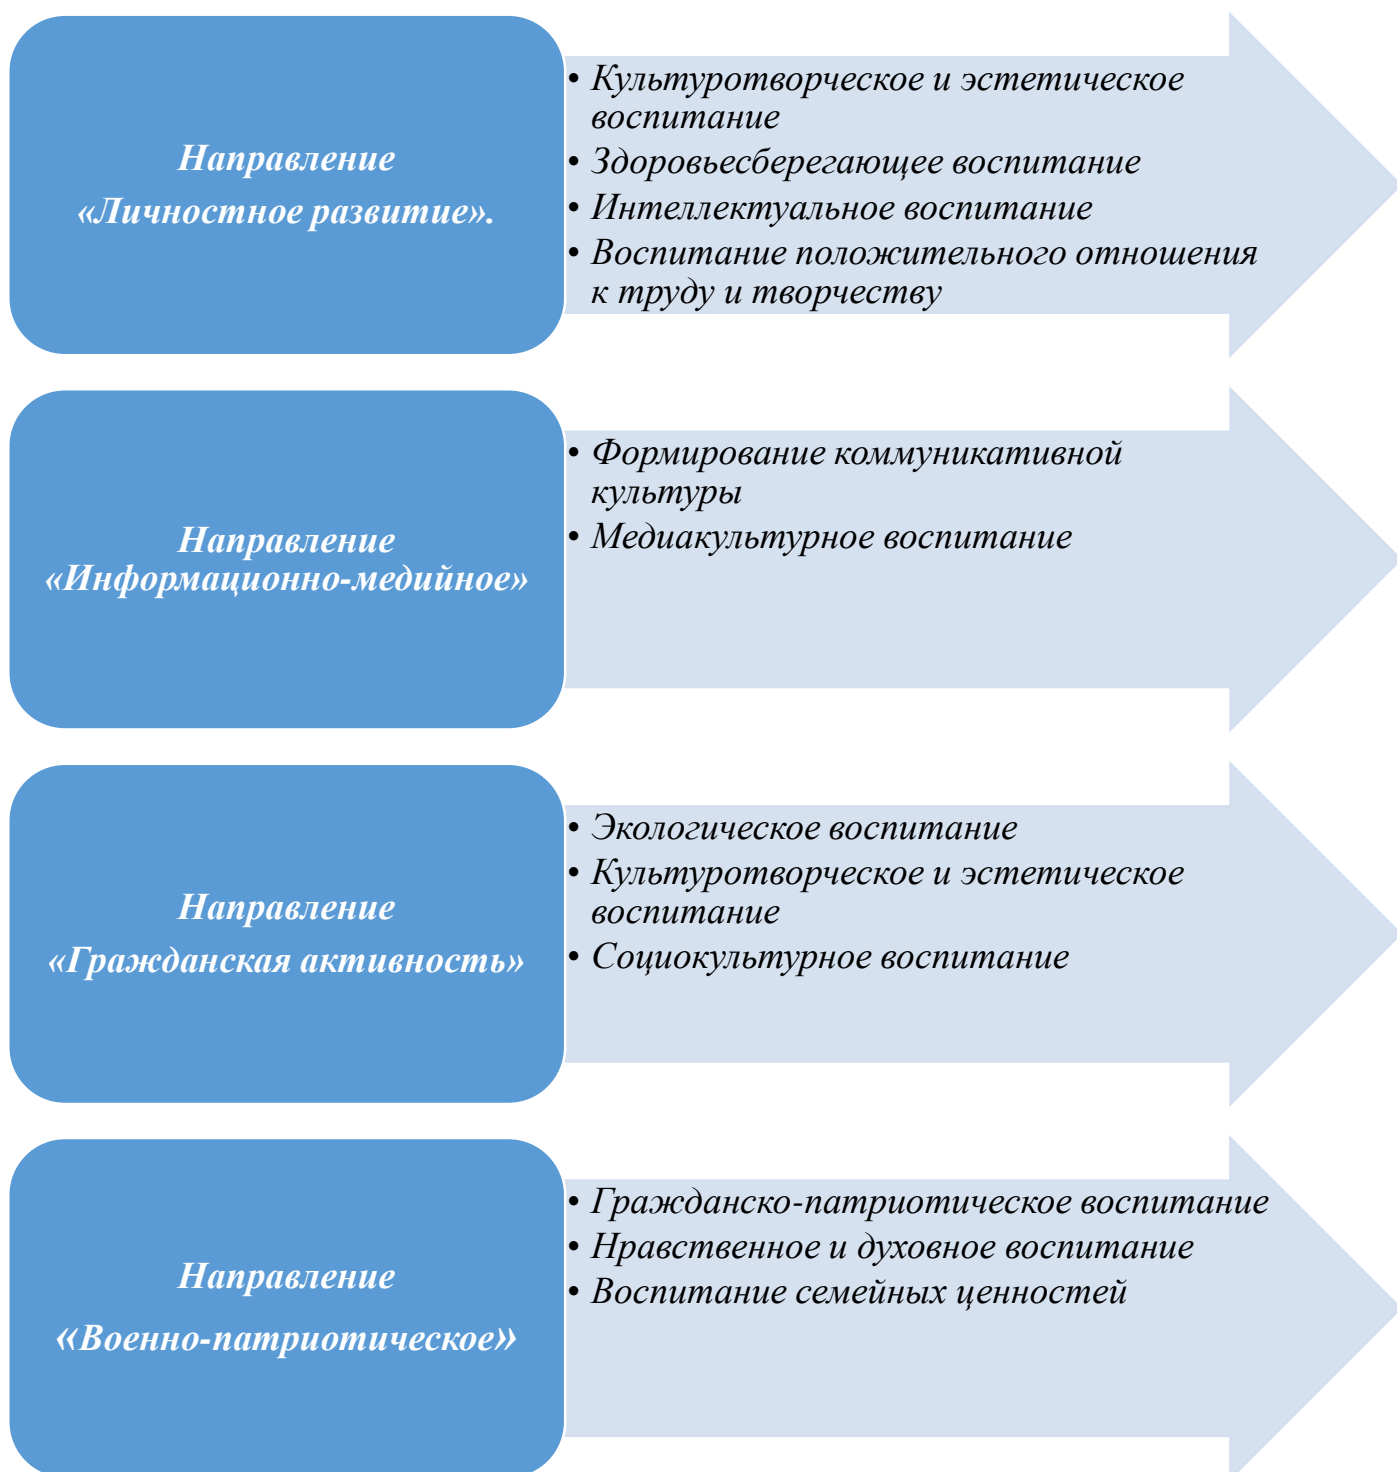 Направление
«Личностное развитие».
• Культуротворческое и эстетическое
воспитание
• Здоровьесберегающее воспитание
• Интеллектуальное воспитание
• Воспитание положительного отношения
к труду и творчеству
Направление
«Информационно-медийное»
• Формирование коммуникативной
культуры
• Медиакультурное воспитание
Направление
«Гражданская активность»
• Экологическое воспитание
• Культуротворческое и эстетическое
воспитание
• Социокультурное воспитание
Направление
«Военно-патриотическое»
• Гражданско-патриотическое воспитание
• Нравственное и духовное воспитание
• Воспитание семейных ценностей